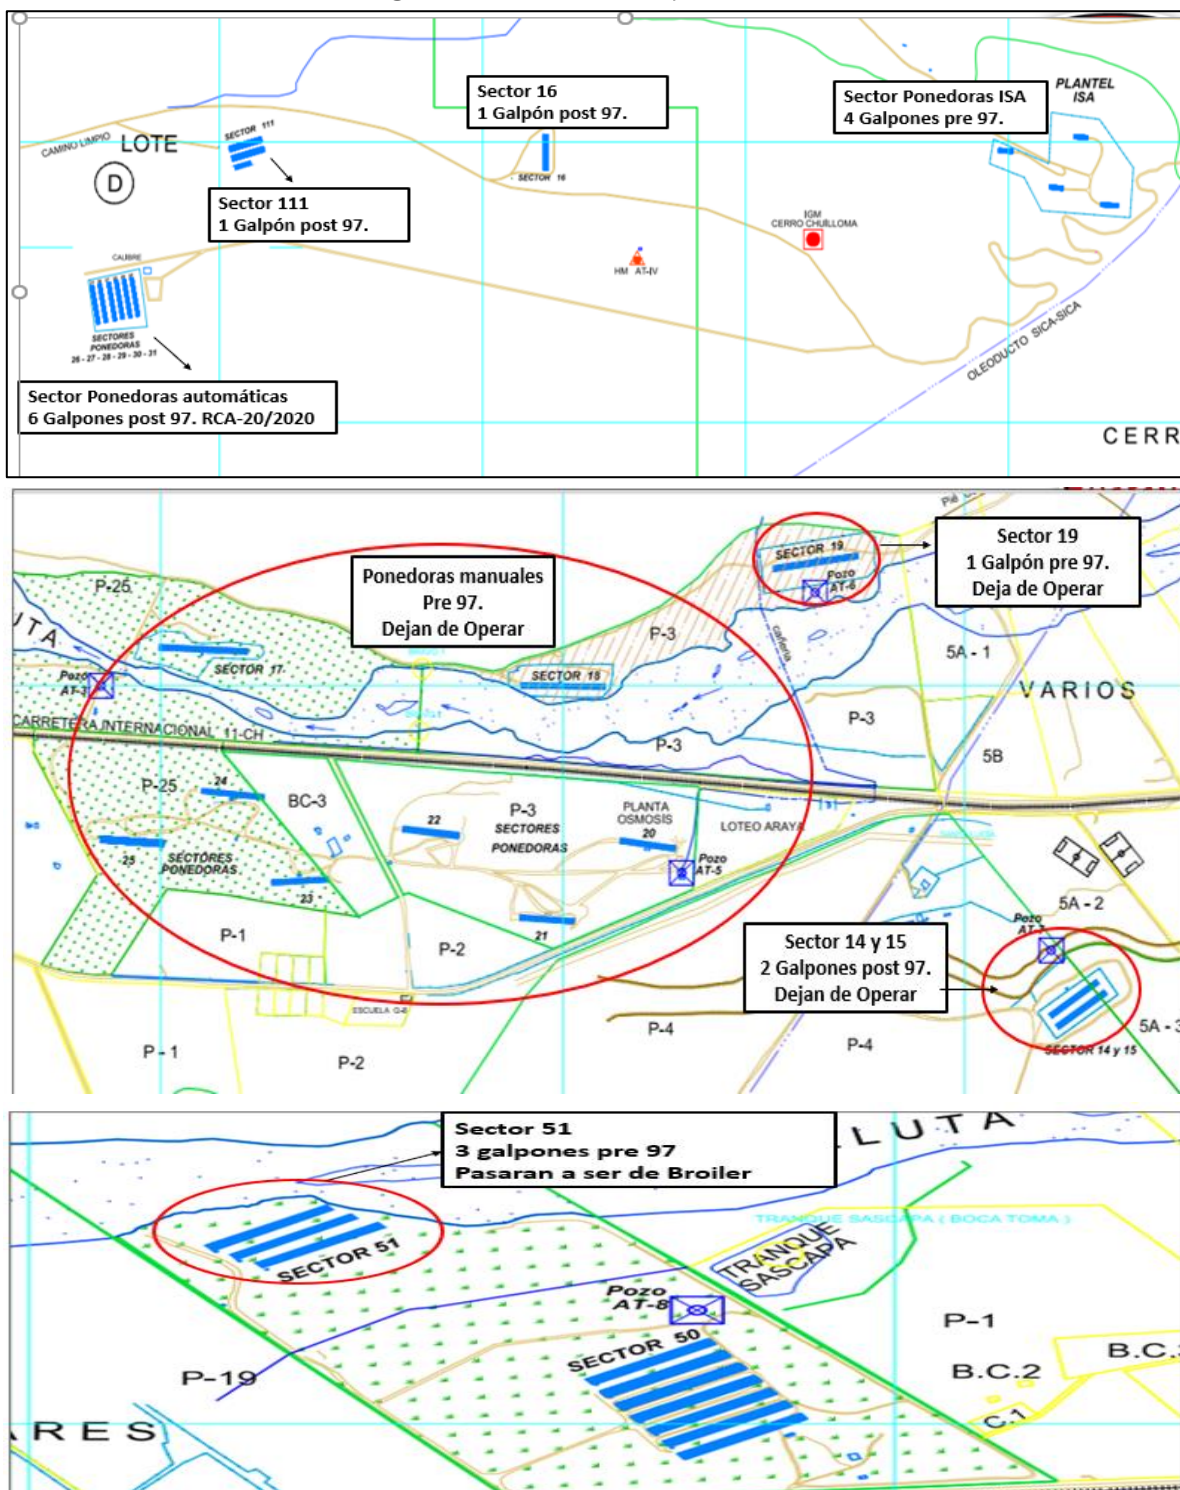 Sector 16
1 Galpón post 97.
Sector Ponedoras ISA
4 Galpones pre 97.
PLANTEL
ISA
SECTOR 111
CAMINO LIMPIO
LOTE
D
SECTOR 16
Sector 111
1 Galpón post 97.
IGM
CERRO CHUILLOMA
HM AT-IV
CALIBRE
SECTORES
PONEDORAS
26 - 27 - 28 - 29 - 30 - 31
OLEODUCTO SICA-SICA
Sector Ponedoras automáticas
6 Galpones post 97. RCA-20/2020
CERR
Sector 19
1 Galpón pre 97.
Deja de Operar
SECTOR 19
Pozo
AT-6
Ponedoras manuales
Pre 97.
Dejan de Operar
P-25
LUTA
P-3
cañeria
5A - 1
SECTOR 17
SECTOR 18
Pozo
AT-3
VARIOS
CARRETERA INTERNACIONAL 11-CH
P-3
P-3
5B
P-25
24
BC-3
P-3
PLANTA
OSMOSIS
22
SECTORES
PONEDORAS
20
LOTEO ARAYA
25
SECTORES
PONEDORAS
Pozo
AT-5
23
21
5A - 2
P-1
P-2
Pozo
AT-7
Sector 14 y 15
2 Galpones post 97.
Dejan de Operar
ESCUELA G-6
P-4
P-4
5A - 3
P - 1
P-2
SECTOR 14 y 15
Sector 51
3 galpones pre 97
Pasaran a ser de Broiler
LUTA
TRANQUE SASCAPA ( BOCA TOMA )
TRANQUE
SASCAPA
SECTOR 51
Pozo
AT-8
P-1
SECTOR 50
P-19
B.C.2
B.C.
C.1
ARES